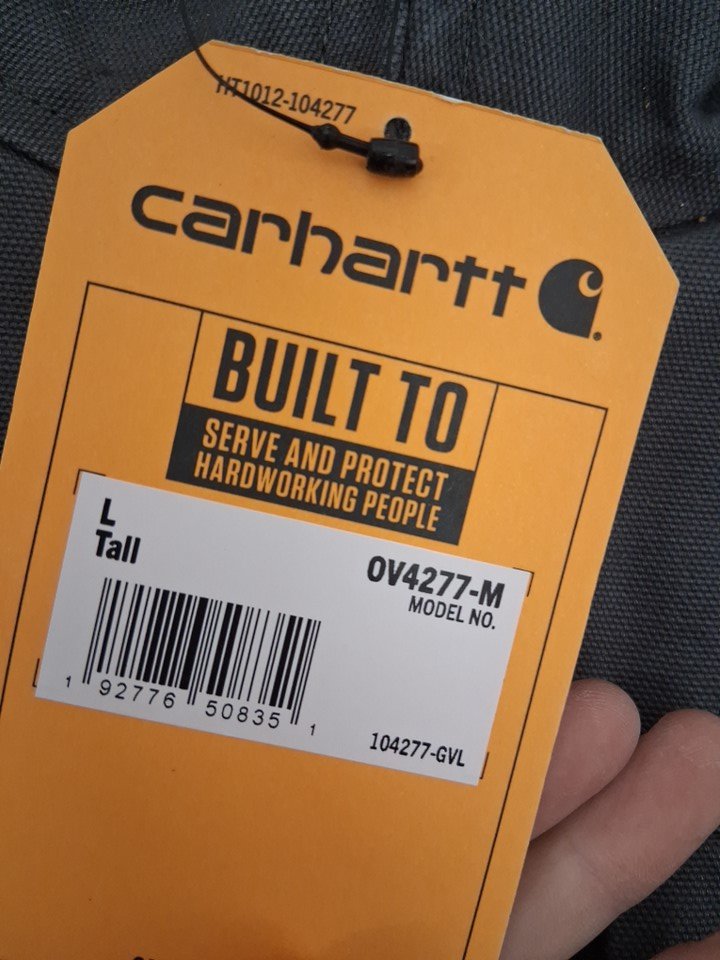 HT1012-104277
carhartt
BUILT TO
SERVE AND PROTECT
HARDWORKING PEOPLE
L
Tall
OV4277-M
MODEL NO.
1 92776 50835 1
104277-GVL